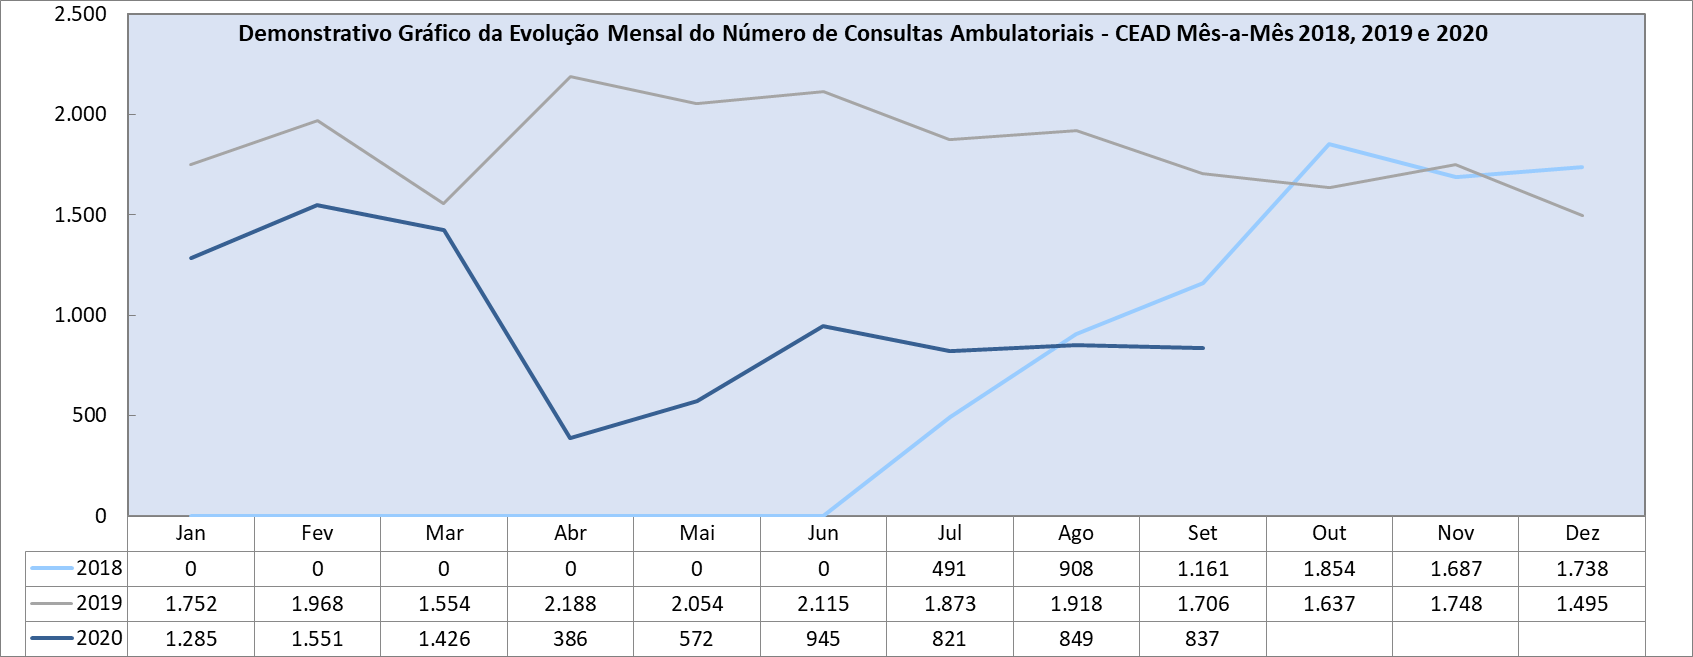 Demonstrativo Gráfico da Evolução Mensal do Número de Consultas Ambulatoriais - CEAD Mês-a-Mês 2018, 2019 e 2020
2.500
2.000
1.500
1.000
500
0
Jan Fev Mar Abr Mai Jun Jul Ago Set Out Nov Dez
2018 0 0 0 0 0 0 491 908 1.161 1.854 1.687 1.738
2019 1.752 1.968 1.554 2.188 2.054 2.115 1.873 1.918 1.706 1.637 1.748 1.495
2020 1.285 1.551 1.426 386 572 945 821 849 837